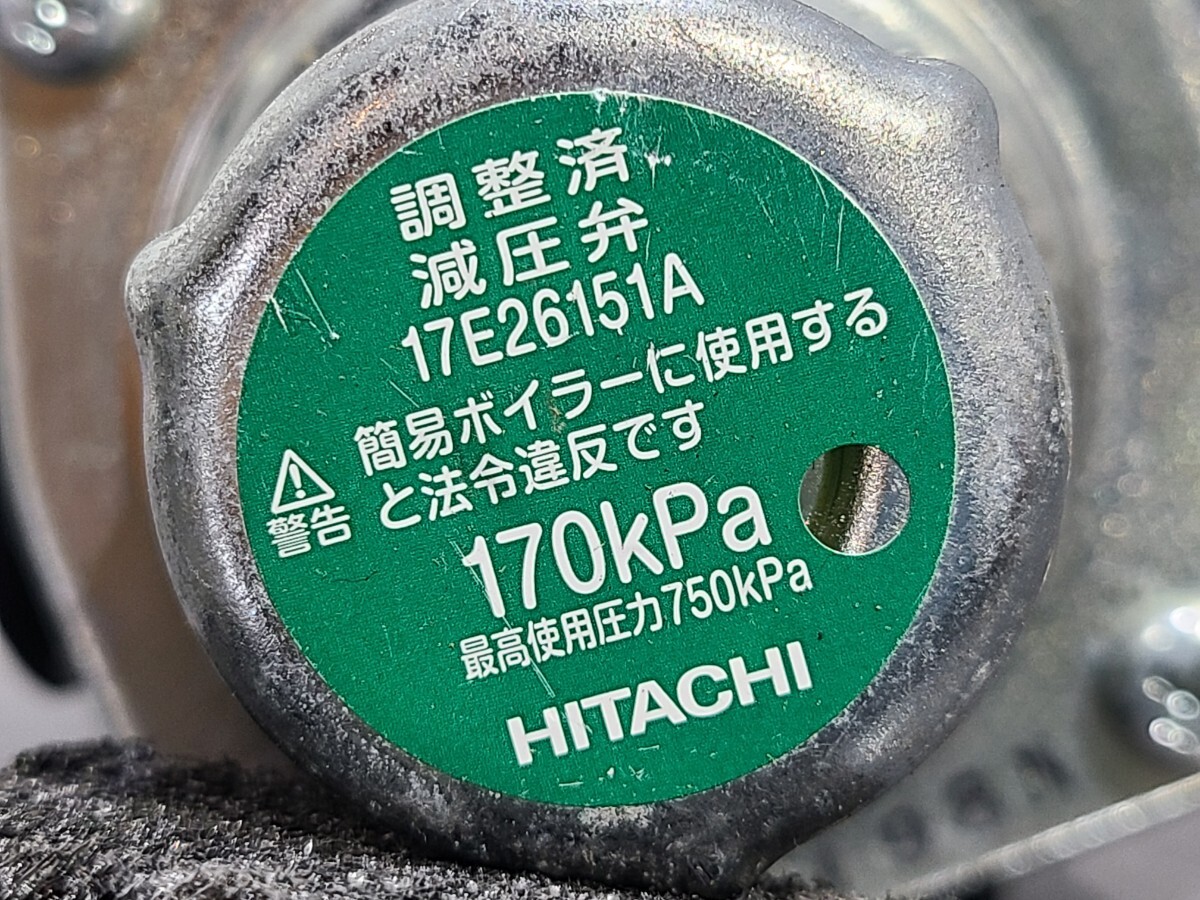 調整済
減圧弁
17E26151A
簡易ボイラーに使用する
と法令違反です
警告
170kPa
最高使用圧力750kPa
HITACHI